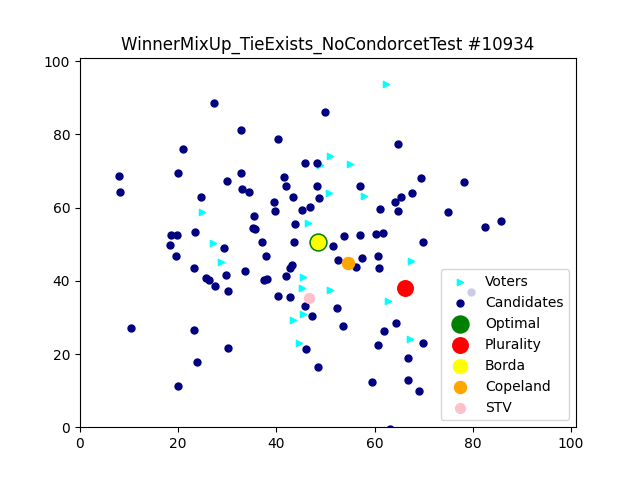 WinnerMixUp_TieExists_NoCondorcetTest #10934
100
80
60
40
20
0
0 20 40 60 80 100
Voters
Candidates
Optimal
Plurality
Borda
Copeland
STV